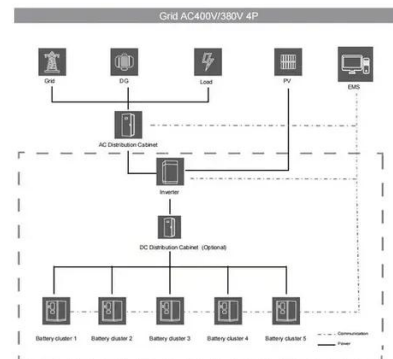 Grid AC400V/380V 4P
Grid
DG
Load
PV
EMS
AC Distribution Cabinet
Inverter
DC Distribution Cabinet (Optional)
Battery cluster 1
Battery cluster 2
Battery cluster 3
Battery cluster 4
Battery cluster 5
Communication
Power